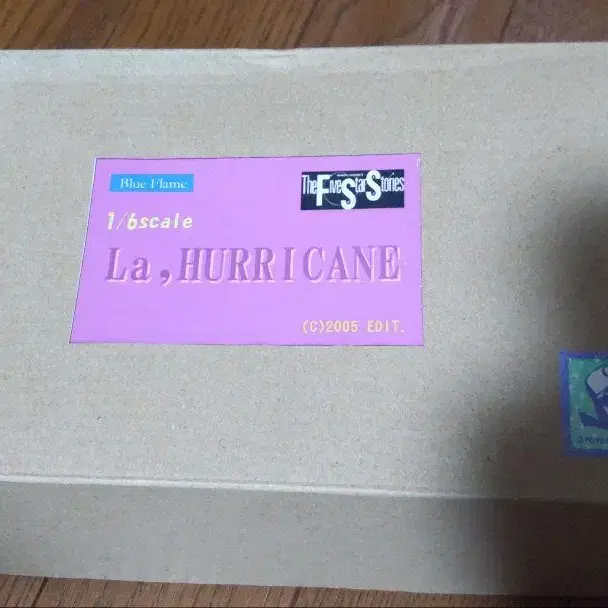 Blue Flame
The Five Star Stories
1/6scale
La,HURRICANE
(C)2005 EDIT.